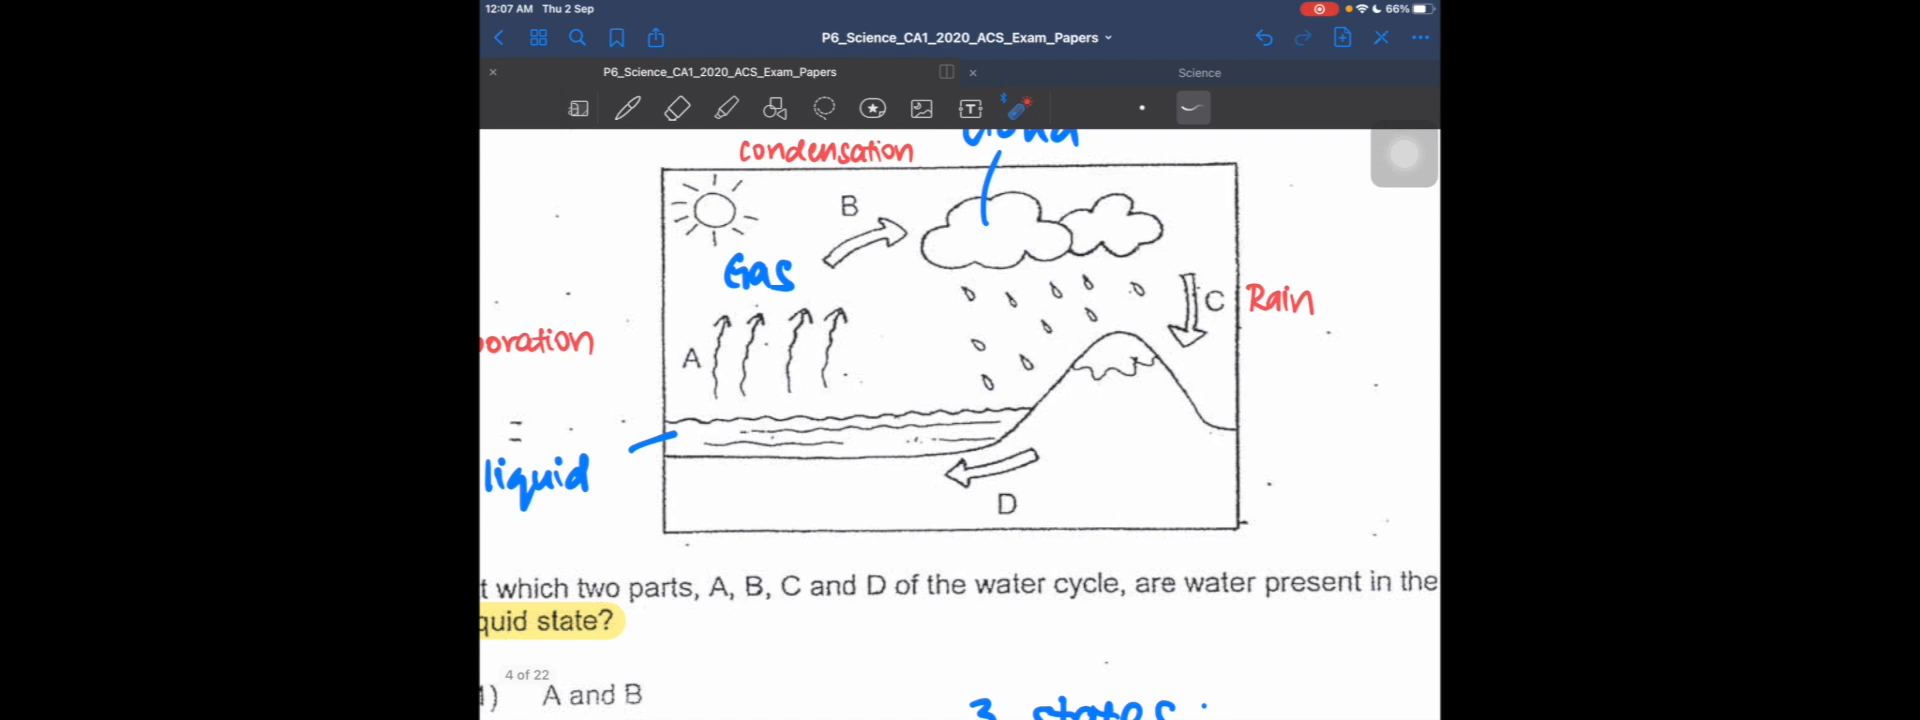 12:07 AM Thu 2 Sep
66%
P6_Science_CA1_2020_ACS_Exam_Papers
P6_Science_CA1_2020_ACS_Exam_Papers
Science
condensation
cloud
B
Gas
C
Rain
oration
A
liquid
D
t which two parts, A, B, C and D of the water cycle, are water present in the
quid state?
4 of 22
A and B
3 states: